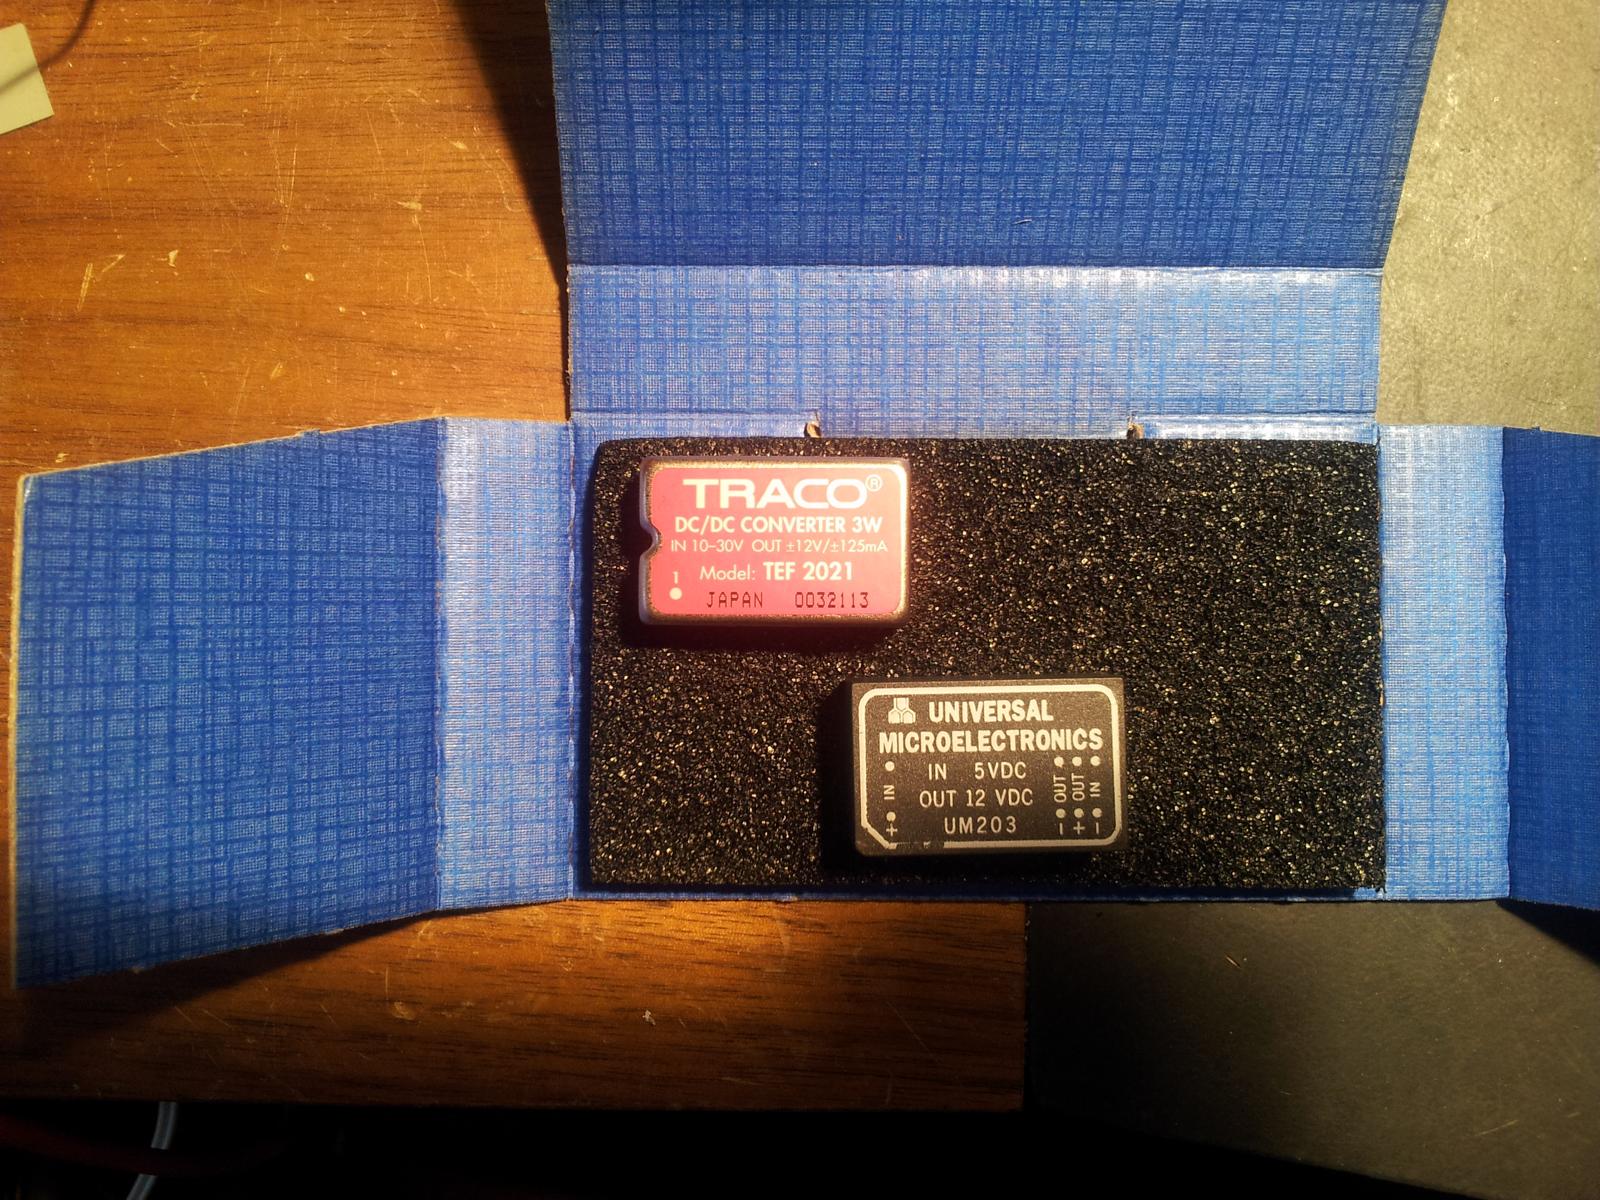 TRACO®
DC/DC CONVERTER 3W
IN 10–30V OUT ±12V/±125mA
Model: TEF 2021
1
JAPAN 0032113
UNIVERSAL
MICROELECTRONICS
IN 5VDC
OUT 12 VDC
UM203
+ IN
− OUT
+ OUT
− IN